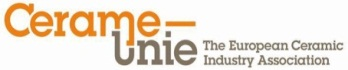 Cerame—
Unie The European Ceramic
Industry Association